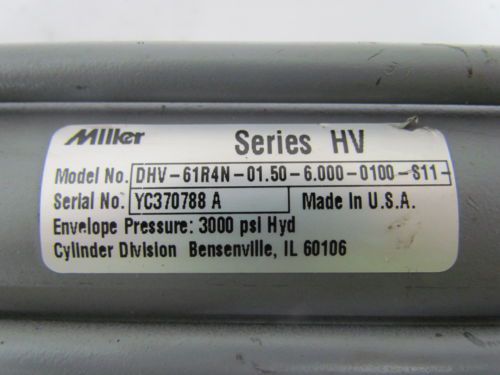 Miller Series HV
Model No. DHV-61R4N-01.50-6.000-0100-S11-
Serial No. YC370788 A Made In U.S.A.
Envelope Pressure: 3000 psi Hyd
Cylinder Division Bensenville, IL 60106